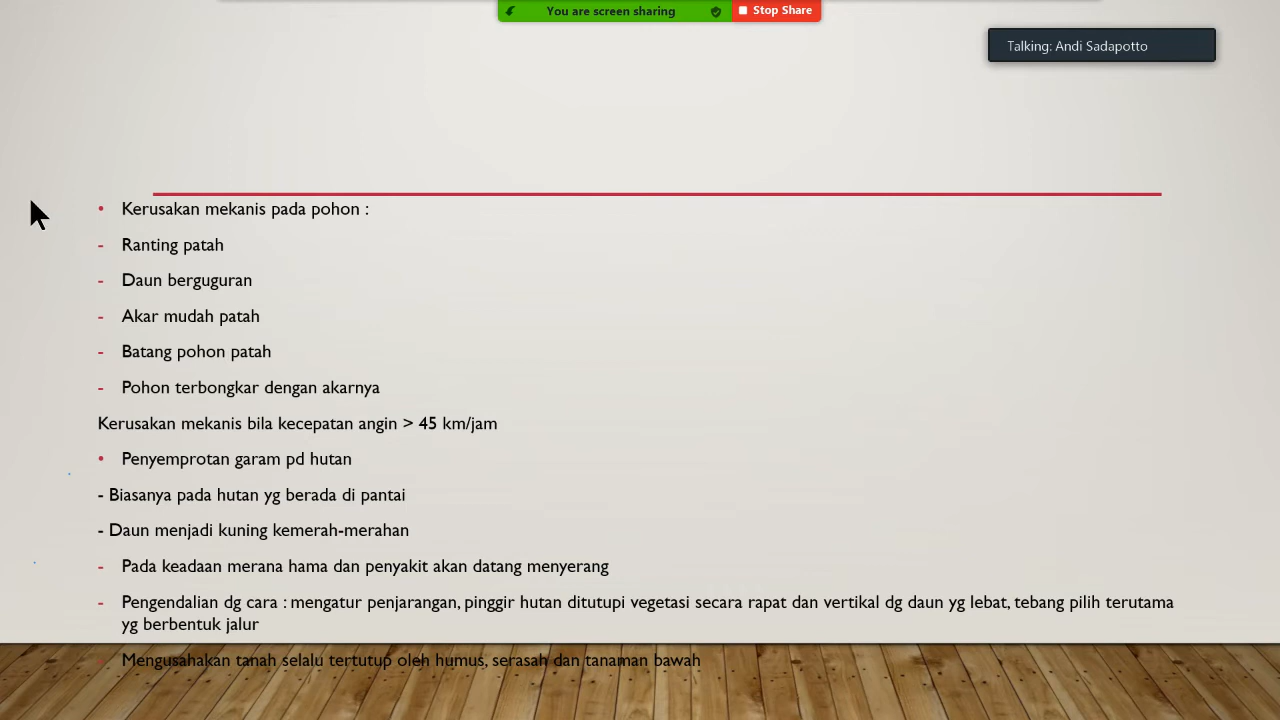 You are screen sharing
Stop Share
Talking: Andi Sadapotto
• Kerusakan mekanis pada pohon :
- Ranting patah
- Daun berguguran
- Akar mudah patah
- Batang pohon patah
- Pohon terbongkar dengan akarnya
Kerusakan mekanis bila kecepatan angin > 45 km/jam
• Penyemprotan garam pd hutan
- Biasanya pada hutan yg berada di pantai
- Daun menjadi kuning kemerah-merahan
- Pada keadaan merana hama dan penyakit akan datang menyerang
- Pengendalian dg cara : mengatur penjarangan, pinggir hutan ditutupi vegetasi secara rapat dan vertikal dg daun yg lebat, tebang pilih terutama
yg berbentuk jalur
- Mengusahakan tanah selalu tertutup oleh humus, serasah dan tanaman bawah